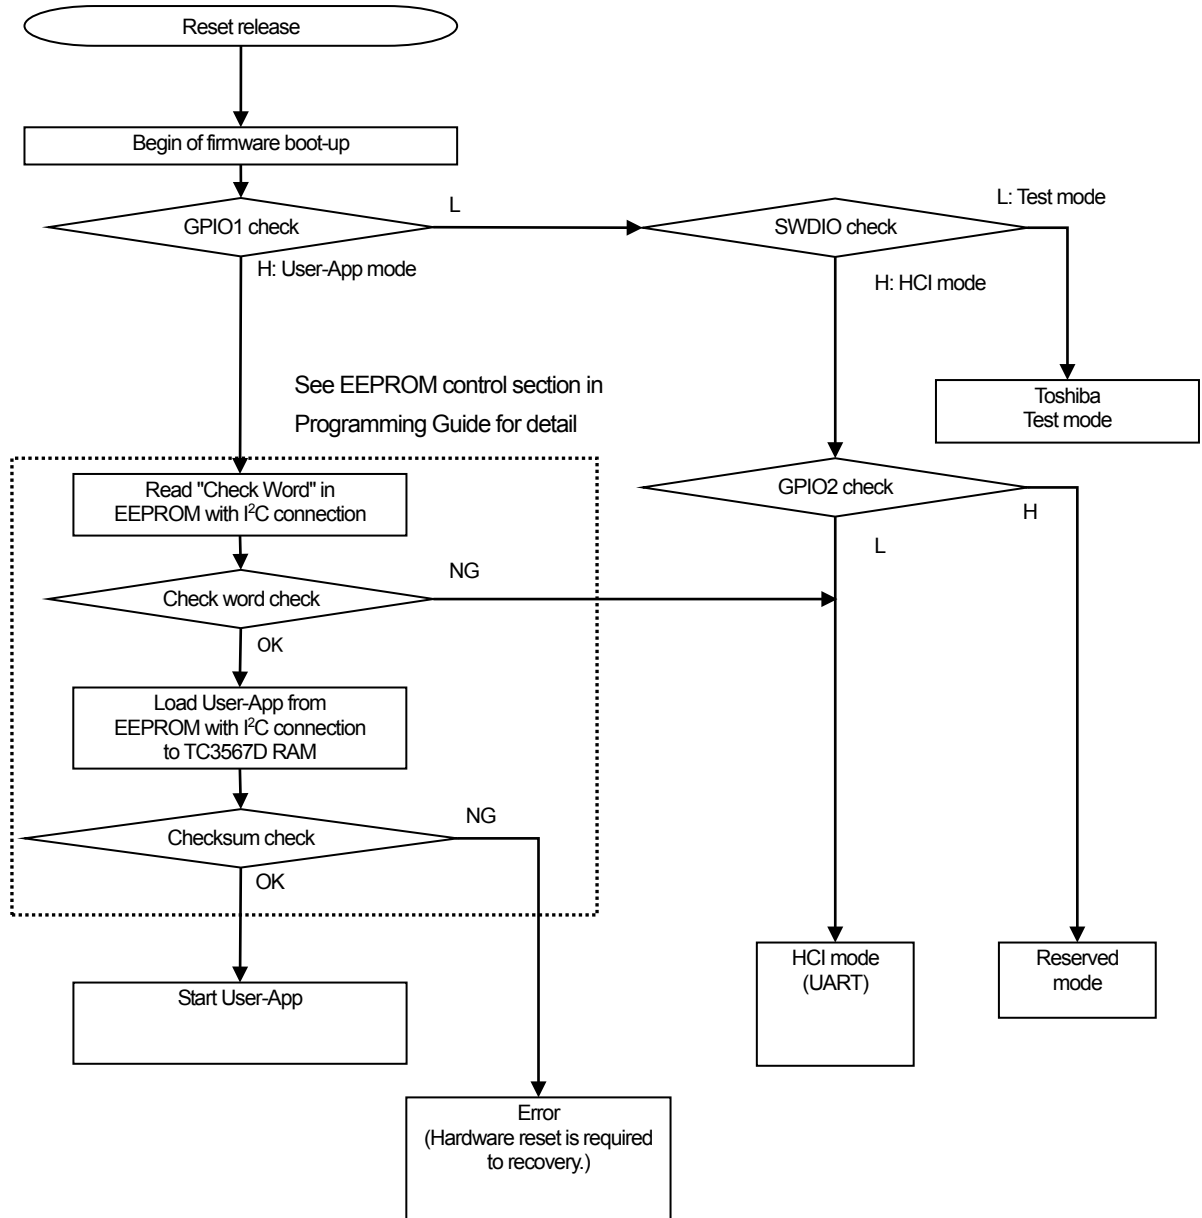 Reset release
Begin of firmware boot-up
GPIO1 check
L
SWDIO check
L: Test mode
H: User-App mode
H: HCI mode
See EEPROM control section in
Programming Guide for detail
Toshiba
Test mode
Read "Check Word" in
EEPROM with I²C connection
GPIO2 check
H
L
Check word check
NG
OK
Load User-App from
EEPROM with I²C connection
to TC3567D RAM
Checksum check
NG
OK
Start User-App
HCI mode
(UART)
Reserved
mode
Error
(Hardware reset is required
to recovery.)